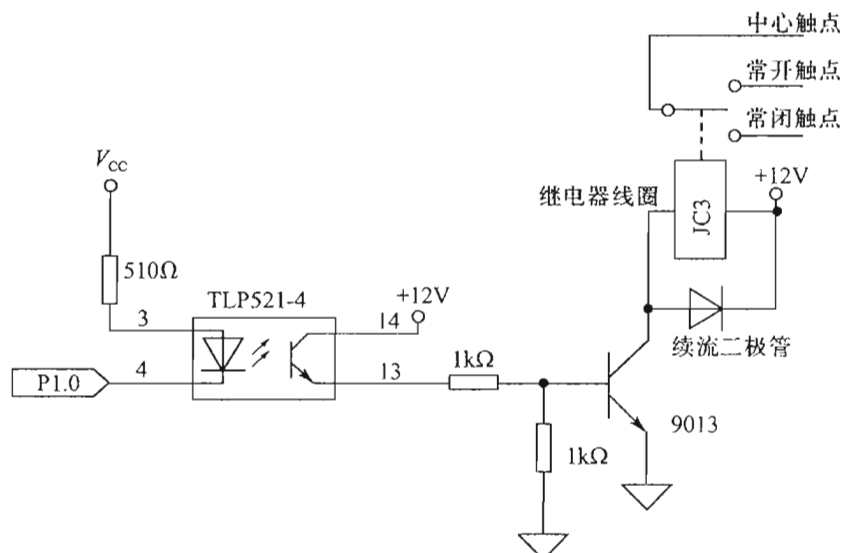 中心触点
常开触点
常闭触点
+12V
继电器线圈
JC3
V_CC
510Ω
TLP521-4
+12V
3
14
续流二极管
P1.0
4
13
1kΩ
9013
1kΩ